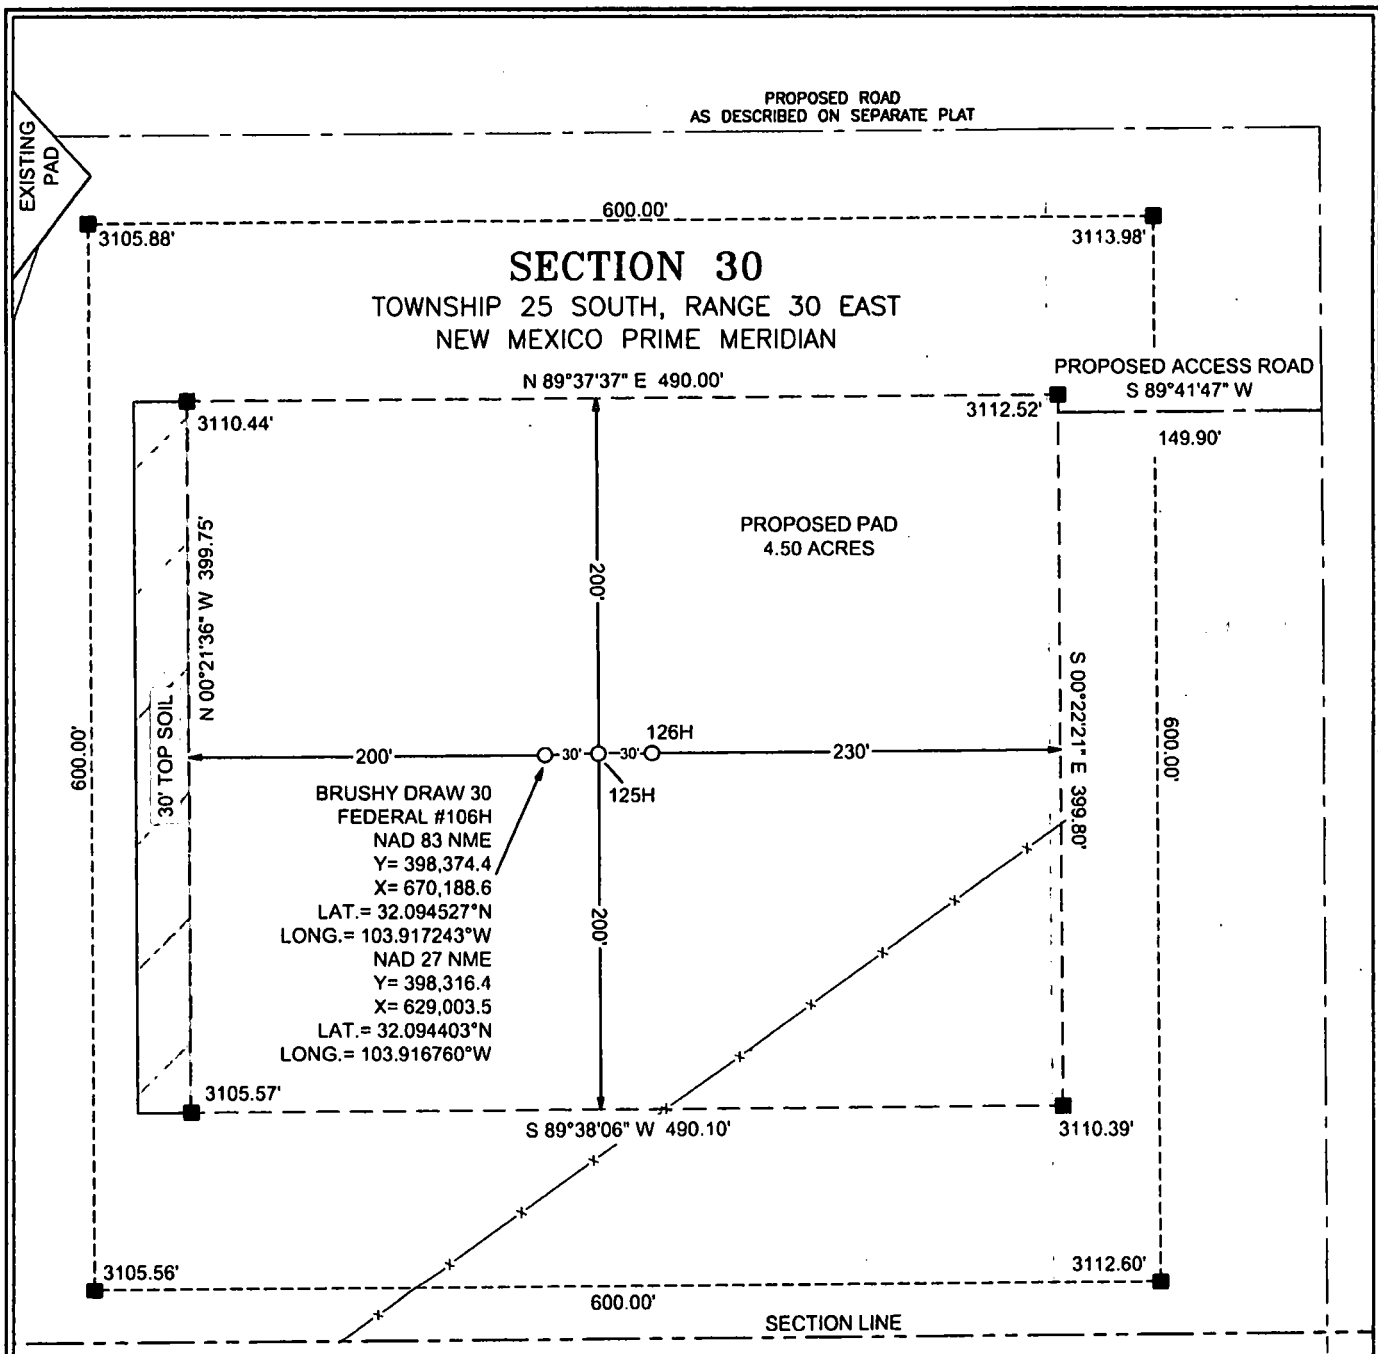 PROPOSED ROAD
AS DESCRIBED ON SEPARATE PLAT
EXISTING
PAD
600.00'
3105.88'
3113.98'
SECTION 30
TOWNSHIP 25 SOUTH, RANGE 30 EAST
NEW MEXICO PRIME MERIDIAN
PROPOSED ACCESS ROAD
S 89°41'47" W
149.90'
N 89°37'37" E 490.00'
3110.44'
3112.52'
PROPOSED PAD
4.50 ACRES
N 00°21'36" W 399.75'
200'
30' TOP SOIL
600.00'
S 00°22'21" E 399.80'
600.00'
200'
30'
30'
126H
230'
125H
BRUSHY DRAW 30
FEDERAL #106H
NAD 83 NME
Y= 398,374.4
X= 670,188.6
LAT.= 32.094527°N
LONG.= 103.917243°W
NAD 27 NME
Y= 398,316.4
X= 629,003.5
LAT.= 32.094403°N
LONG.= 103.916760°W
200'
3105.57'
S 89°38'06" W 490.10'
3110.39'
3105.56'
3112.60'
600.00'
SECTION LINE